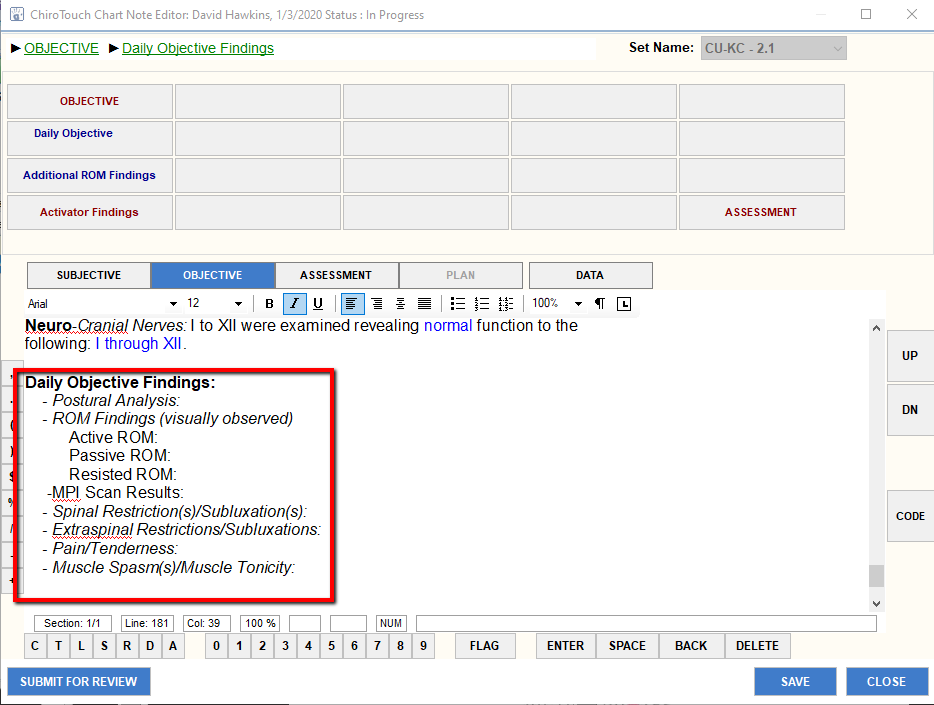 ChiroTouch Chart Note Editor: David Hawkins, 1/3/2020 Status : In Progress
OBJECTIVE Daily Objective Findings Set Name: CU-KC - 2.1
OBJECTIVE
Daily Objective
Additional ROM Findings
Activator Findings ASSESSMENT
SUBJECTIVE OBJECTIVE ASSESSMENT PLAN DATA
Arial 12 B I U 100% ¶ L
Neuro-Cranial Nerves: I to XII were examined revealing normal function to the
following: I through XII.
UP
Daily Objective Findings:
- Postural Analysis:
- ROM Findings (visually observed)
DN
Active ROM:
Passive ROM:
Resisted ROM:
-MPI Scan Results:
- Spinal Restriction(s)/Subluxation(s):
CODE
- Extraspinal Restrictions/Subluxations:
- Pain/Tenderness:
- Muscle Spasm(s)/Muscle Tonicity:
Section: 1/1 Line: 181 Col: 39 100 % NUM
C T L S R D A 0 1 2 3 4 5 6 7 8 9 FLAG ENTER SPACE BACK DELETE
SUBMIT FOR REVIEW SAVE CLOSE